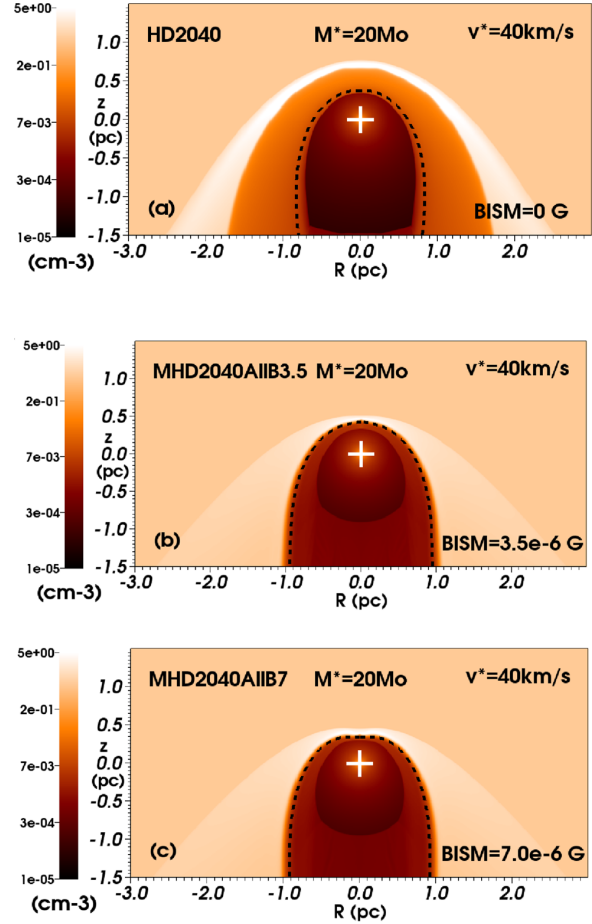 5e+00
2e-01
7e-03
3e-04
1e-05
(cm-3)
HD2040 M*=20Mo v*=40km/s
1.0
0.5
z
0.0
(pc)
-0.5
-1.0
-1.5
(a) BISM=0 G
-3.0 -2.0 -1.0 0.0 1.0 2.0
R (pc)
5e+00
2e-01
7e-03
3e-04
1e-05
(cm-3)
MHD2040AllB3.5 M*=20Mo v*=40km/s
1.0
0.5
z
0.0
(pc)
-0.5
-1.0
-1.5
(b) BISM=3.5e-6 G
-3.0 -2.0 -1.0 0.0 1.0 2.0
R (pc)
5e+00
2e-01
7e-03
3e-04
1e-05
(cm-3)
MHD2040AllB7 M*=20Mo v*=40km/s
1.0
0.5
z
0.0
(pc)
-0.5
-1.0
-1.5
(c) BISM=7.0e-6 G
-3.0 -2.0 -1.0 0.0 1.0 2.0
R (pc)